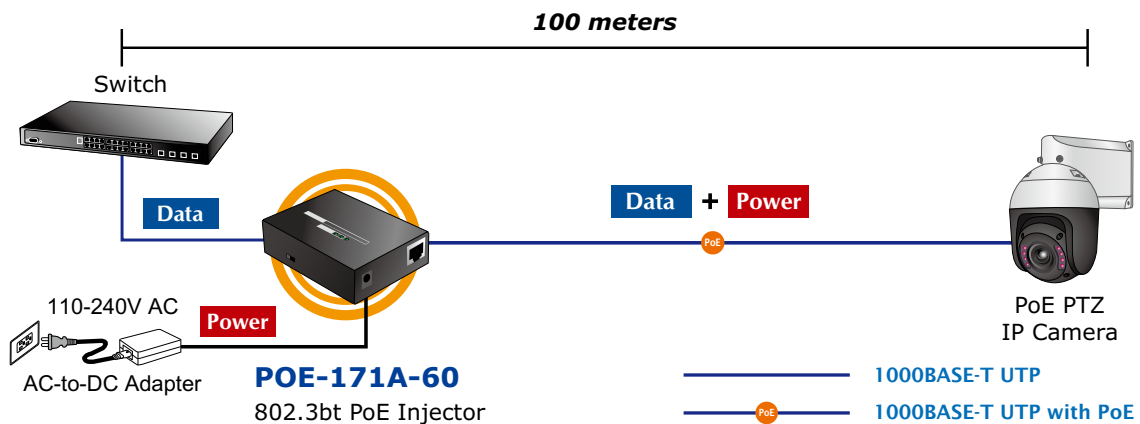 100 meters
Switch
Data
Data + Power
PoE
110-240V AC
Power
AC-to-DC Adapter
POE-171A-60
802.3bt PoE Injector
PoE PTZ
IP Camera
1000BASE-T UTP
PoE
1000BASE-T UTP with PoE